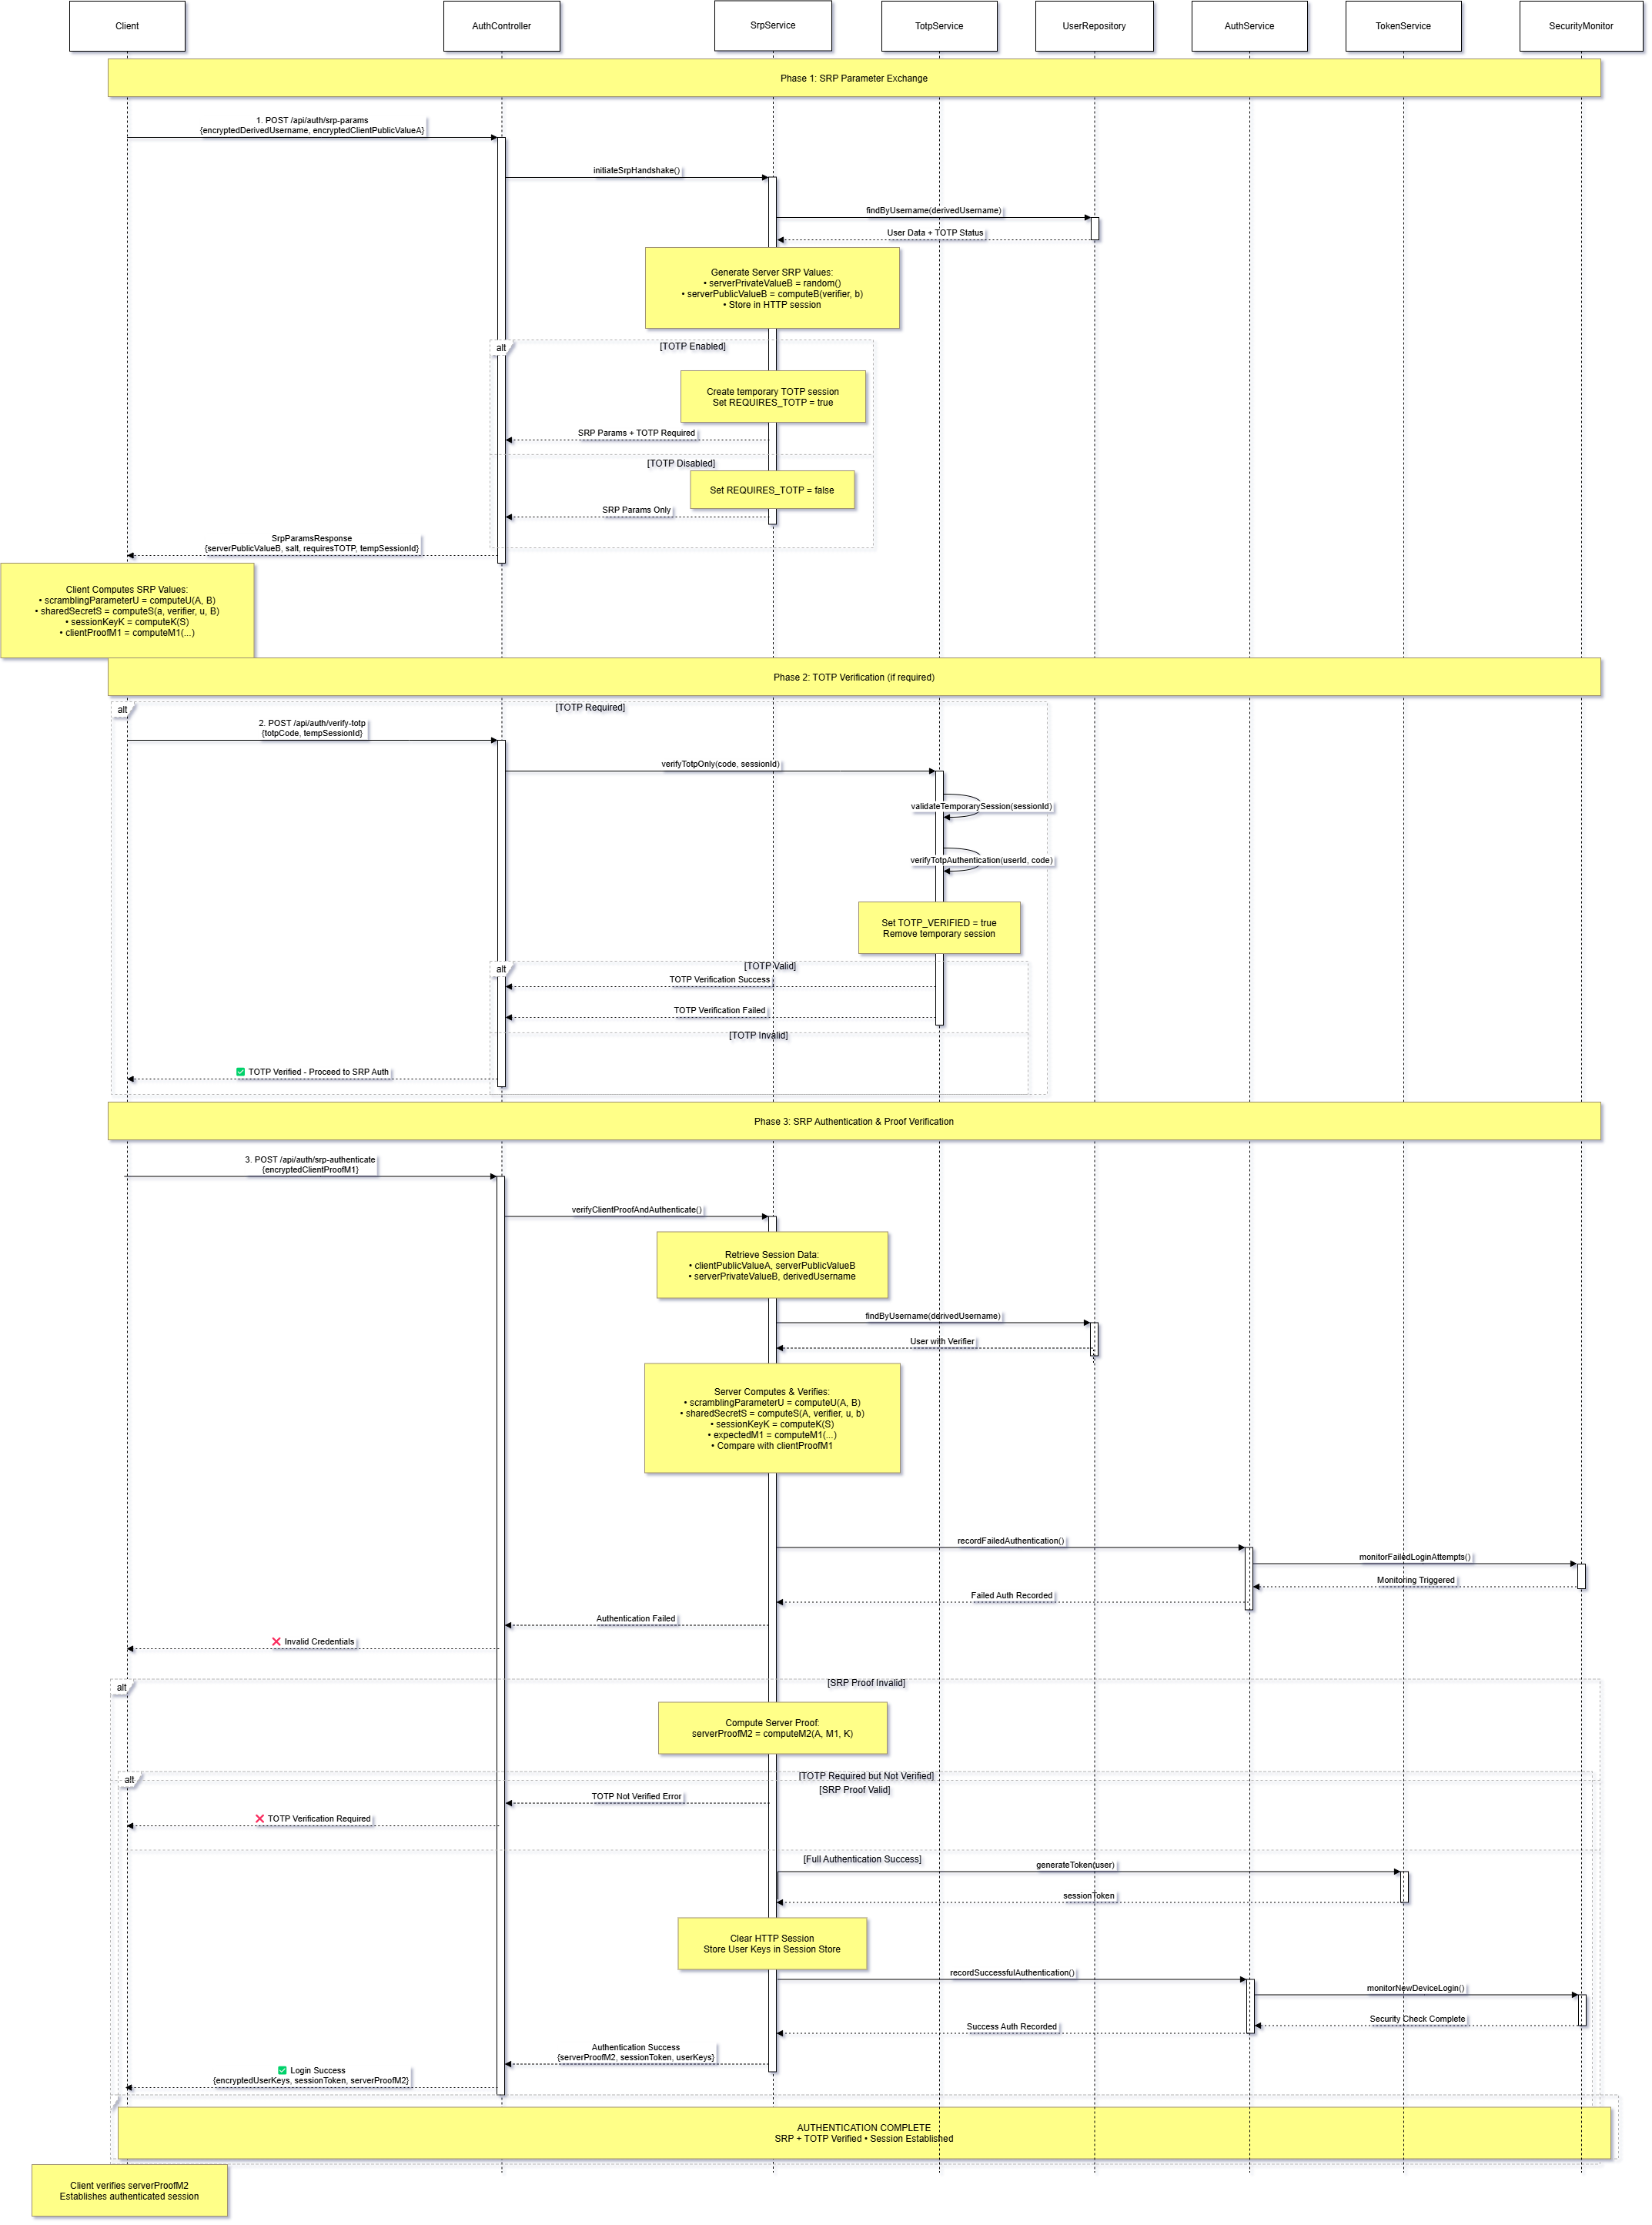 Client
AuthController
SrpService
TotpService
UserRepository
AuthService
TokenService
SecurityMonitor
Phase 1: SRP Parameter Exchange
1. POST /api/auth/srp-params
{encryptedDerivedUsername, encryptedClientPublicValueA}
initiateSrpHandshake()
findByUsername(derivedUsername)
User Data + TOTP Status
Generate Server SRP Values:
• serverPrivateValueB = random()
• serverPublicValueB = computeB(verifier, b)
• Store in HTTP session
alt
[TOTP Enabled]
Create temporary TOTP session
Set REQUIRES_TOTP = true
SRP Params + TOTP Required
[TOTP Disabled]
Set REQUIRES_TOTP = false
SRP Params Only
SrpParamsResponse
{serverPublicValueB, salt, requiresTOTP, tempSessionId}
Client Computes SRP Values:
• scramblingParameterU = computeU(A, B)
• sharedSecretS = computeS(a, verifier, u, B)
• sessionKeyK = computeK(S)
• clientProofM1 = computeM1(...)
Phase 2: TOTP Verification (if required)
alt
[TOTP Required]
2. POST /api/auth/verify-totp
{totpCode, tempSessionId}
verifyTotpOnly(code, sessionId)
validateTemporarySession(sessionId)
verifyTotpAuthentication(userId, code)
Set TOTP_VERIFIED = true
Remove temporary session
alt
[TOTP Valid]
TOTP Verification Success
TOTP Verification Failed
[TOTP Invalid]
✅ TOTP Verified - Proceed to SRP Auth
Phase 3: SRP Authentication & Proof Verification
3. POST /api/auth/srp-authenticate
{encryptedClientProofM1}
verifyClientProofAndAuthenticate()
Retrieve Session Data:
• clientPublicValueA, serverPublicValueB
• serverPrivateValueB, derivedUsername
findByUsername(derivedUsername)
User with Verifier
Server Computes & Verifies:
• scramblingParameterU = computeU(A, B)
• sharedSecretS = computeS(A, verifier, u, b)
• sessionKeyK = computeK(S)
• expectedM1 = computeM1(...)
• Compare with clientProofM1
recordFailedAuthentication()
monitorFailedLoginAttempts()
Monitoring Triggered
Failed Auth Recorded
Authentication Failed
❌ Invalid Credentials
alt
[SRP Proof Invalid]
Compute Server Proof:
serverProofM2 = computeM2(A, M1, K)
alt
[TOTP Required but Not Verified]
[SRP Proof Valid]
TOTP Not Verified Error
❌ TOTP Verification Required
[Full Authentication Success]
generateToken(user)
sessionToken
Clear HTTP Session
Store User Keys in Session Store
recordSuccessfulAuthentication()
monitorNewDeviceLogin()
Security Check Complete
Success Auth Recorded
Authentication Success
{serverProofM2, sessionToken, userKeys}
✅ Login Success
{encryptedUserKeys, sessionToken, serverProofM2}
AUTHENTICATION COMPLETE
SRP + TOTP Verified • Session Established
Client verifies serverProofM2
Establishes authenticated session